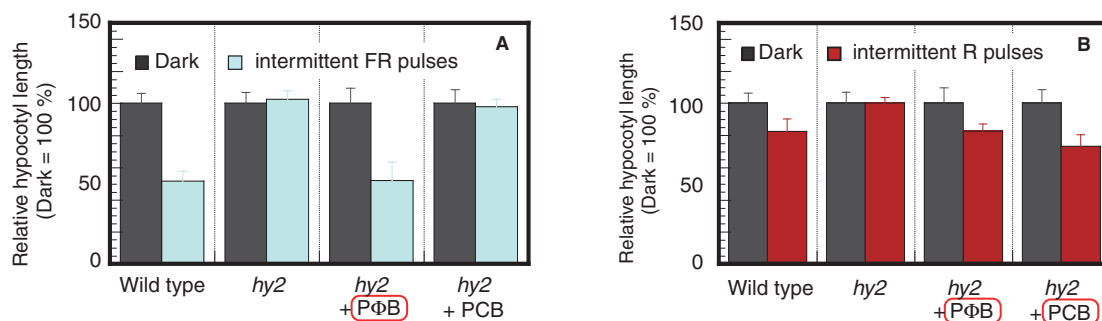 A
Dark intermittent FR pulses
Relative hypocotyl length
(Dark = 100 %)
150
100
50
0
Wild type hy2 hy2 hy2
+ PΦB + PCB
B
Dark intermittent R pulses
Relative hypocotyl length
(Dark = 100 %)
150
100
50
0
Wild type hy2 hy2 hy2
+ PΦB + PCB